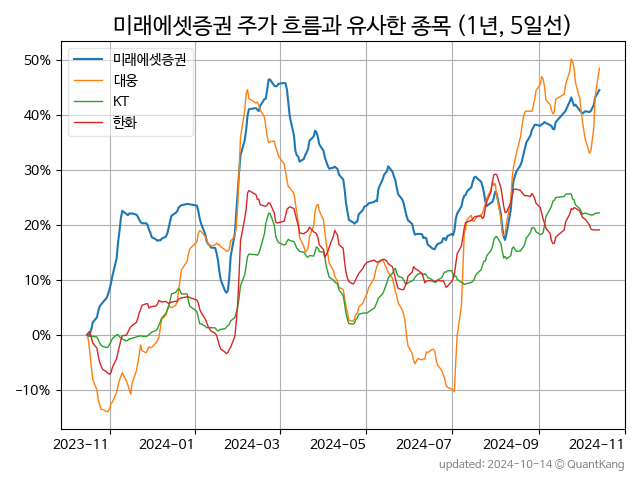 미래에셋증권 주가 흐름과 유사한 종목 (1년, 5일선)
미래에셋증권
대웅
KT
한화
50%
40%
30%
20%
10%
0%
−10%
2023-11
2024-01
2024-03
2024-05
2024-07
2024-09
2024-11
updated: 2024-10-14 © QuantKang